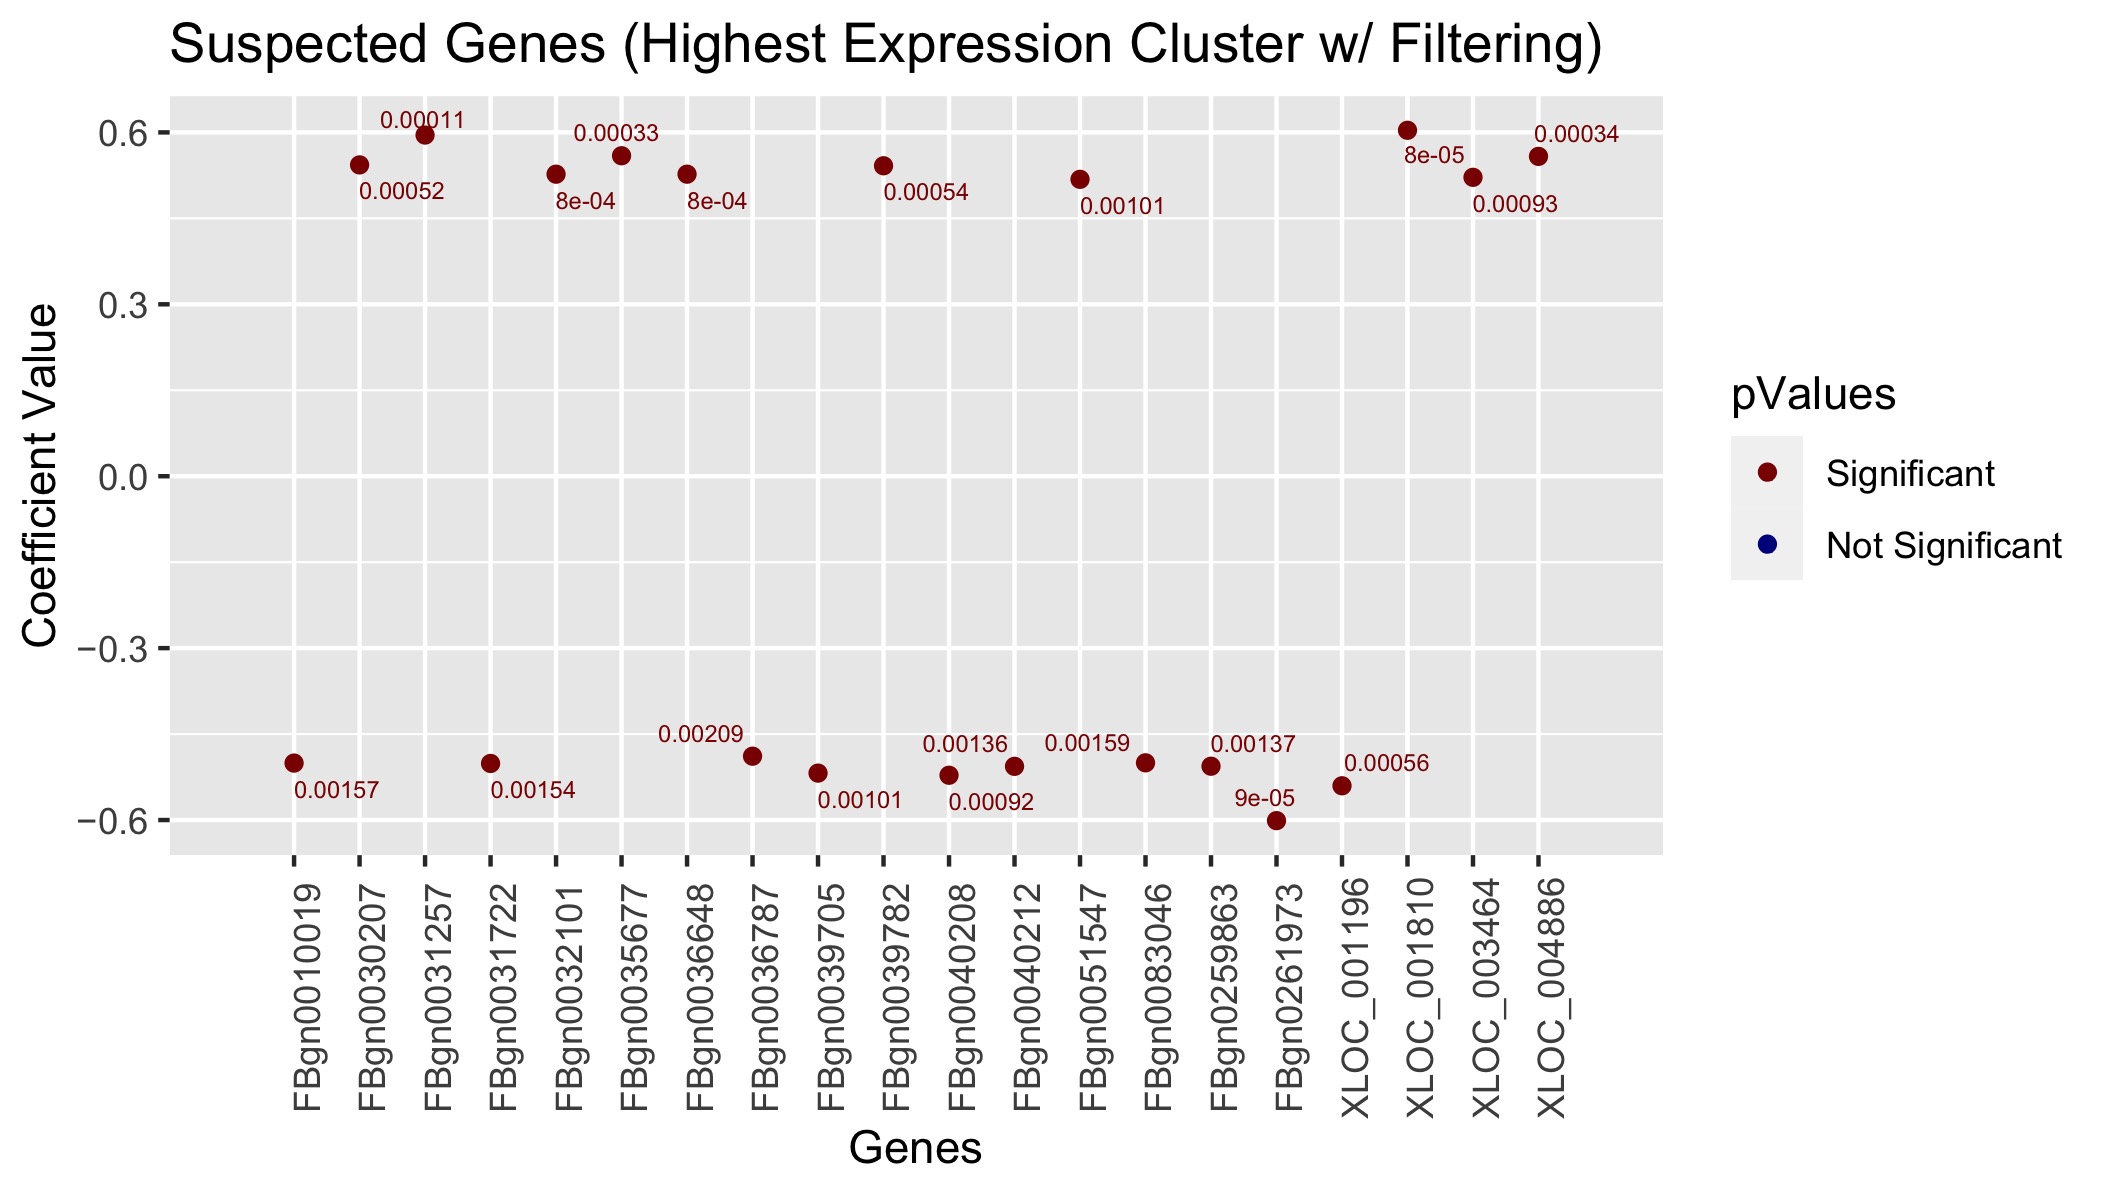 Suspected Genes (Highest Expression Cluster w/ Filtering)
Coefficient Value
0.6
0.3
0.0
−0.3
−0.6
0.00157
0.00052
0.00011
0.00154
8e-04
0.00033
8e-04
0.00209
0.00101
0.00054
0.00092
0.00136
0.00101
0.00159
0.00137
9e-05
0.00056
8e-05
0.00093
0.00034
FBgn0010019
FBgn0030207
FBgn0031257
FBgn0031722
FBgn0032101
FBgn0035677
FBgn0036648
FBgn0036787
FBgn0039705
FBgn0039782
FBgn0040208
FBgn0040212
FBgn0051547
FBgn0083046
FBgn0259863
FBgn0261973
XLOC_001196
XLOC_001810
XLOC_003464
XLOC_004886
Genes
pValues
Significant
Not Significant